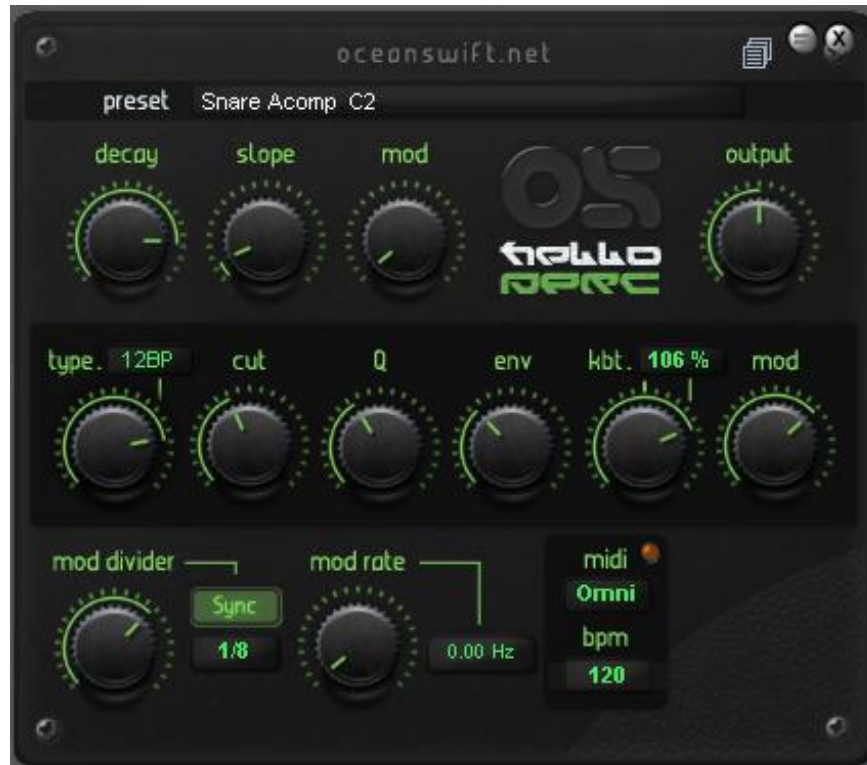 oceanswift.net
preset Snare Acomp C2
decay slope mod output
OS
HELLO
PERC
type. 12BP cut Q env kbt. 106 % mod
mod divider mod rate midi
Sync Omni
1/8 0.00 Hz bpm
120